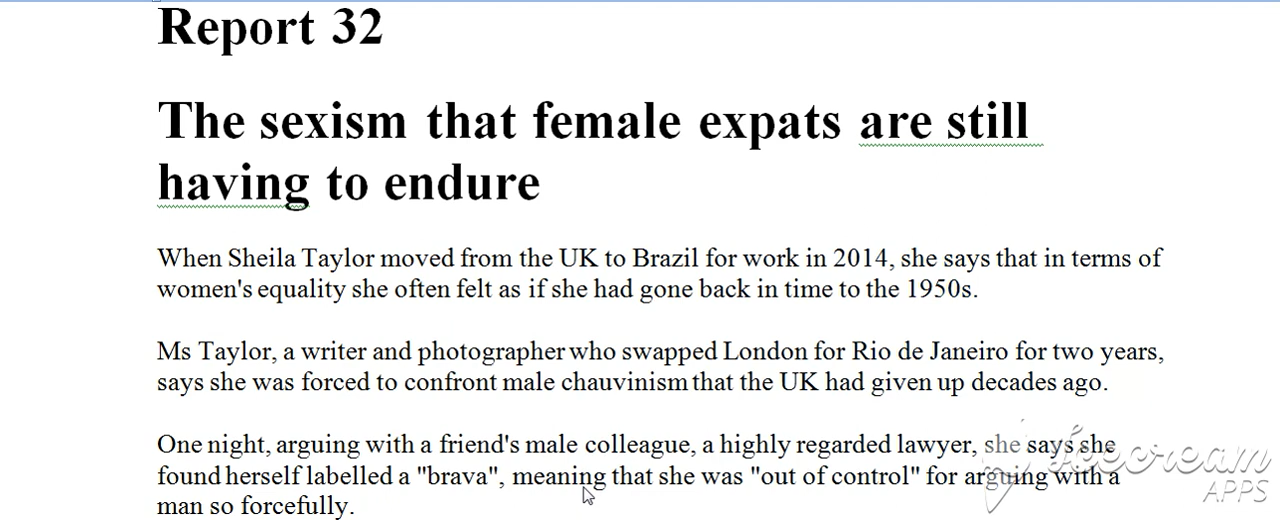 Report 32
The sexism that female expats are still
having to endure
When Sheila Taylor moved from the UK to Brazil for work in 2014, she says that in terms of
women's equality she often felt as if she had gone back in time to the 1950s.
Ms Taylor, a writer and photographer who swapped London for Rio de Janeiro for two years,
says she was forced to confront male chauvinism that the UK had given up decades ago.
One night, arguing with a friend's male colleague, a highly regarded lawyer, she says she
found herself labelled a "brava", meaning that she was "out of control" for arguing with a
man so forcefully.
Icecream
APPS